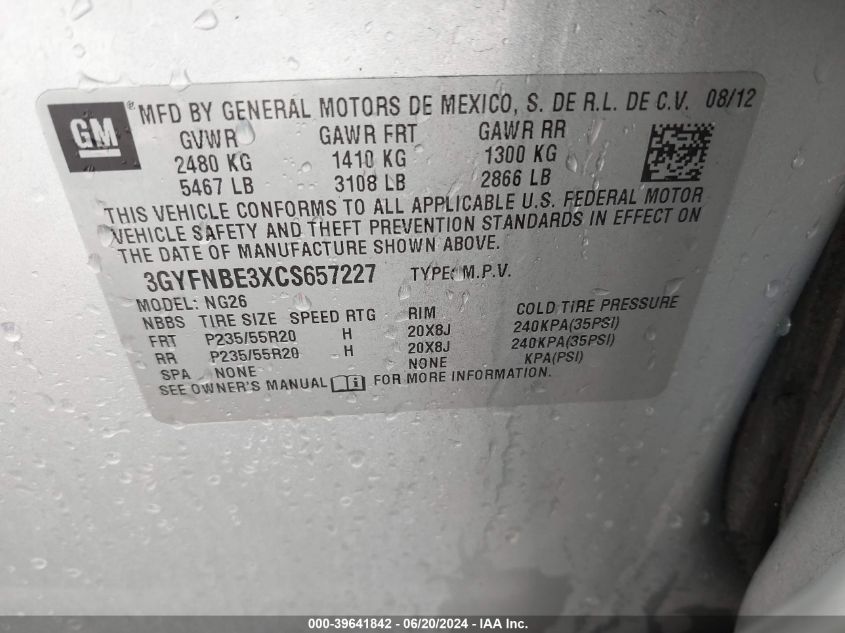 GM ® MFD BY GENERAL MOTORS DE MEXICO, S. DE R.L. DE C.V. 08/12
GVWR GAWR FRT GAWR RR
2480 KG 1410 KG 1300 KG
5467 LB 3108 LB 2866 LB
THIS VEHICLE CONFORMS TO ALL APPLICABLE U.S. FEDERAL MOTOR
VEHICLE SAFETY AND THEFT PREVENTION STANDARDS IN EFFECT ON
THE DATE OF MANUFACTURE SHOWN ABOVE.
3GYFNBE3XCS657227 TYPE: M.P.V.
MODEL: NG26
NBBS TIRE SIZE SPEED RTG RIM COLD TIRE PRESSURE
FRT P235/55R20 H 20X8J 240KPA(35PSI)
RR P235/55R20 H 20X8J 240KPA(35PSI)
SPA NONE NONE KPA(PSI)
SEE OWNER'S MANUAL FOR MORE INFORMATION.
000-39641842 - 06/20/2024 - IAA Inc.